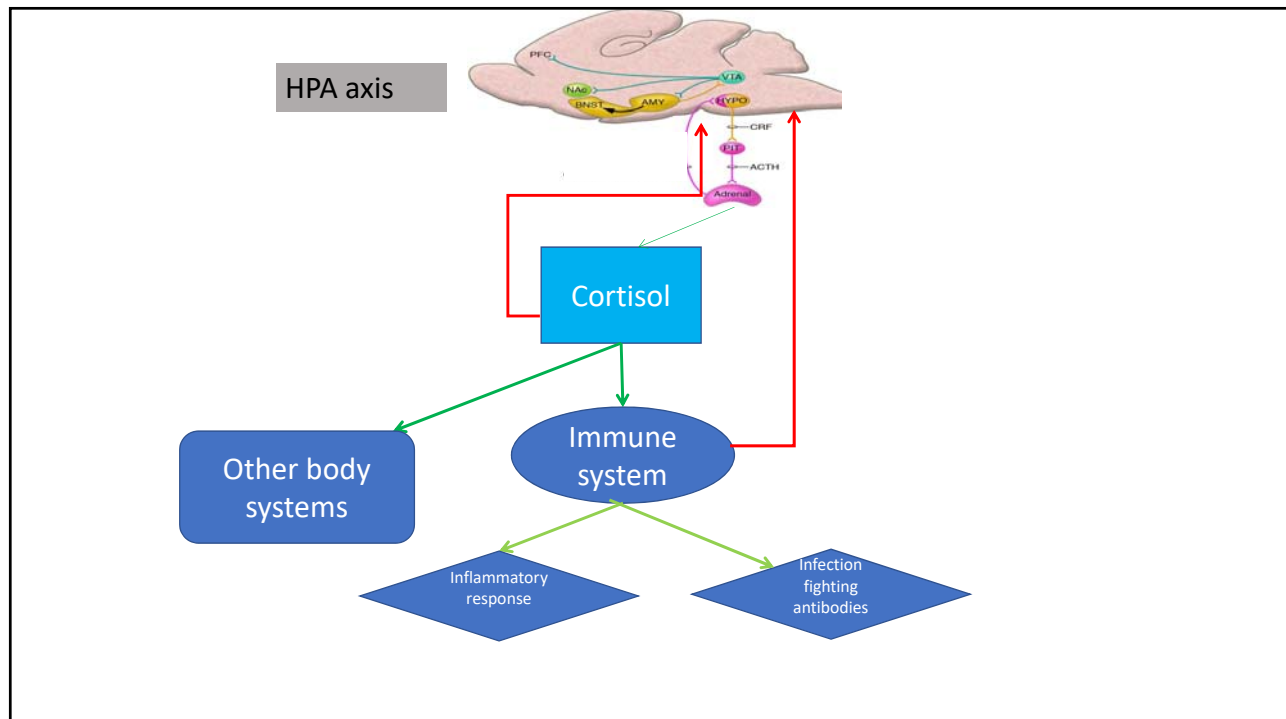 PFC
VTA
HPA axis
NAc
BNST
AMY
HYPO
CRF
PIT
ACTH
Adrenal
Cortisol
Immune
system
Other body
systems
Inflammatory
response
Infection
fighting
antibodies